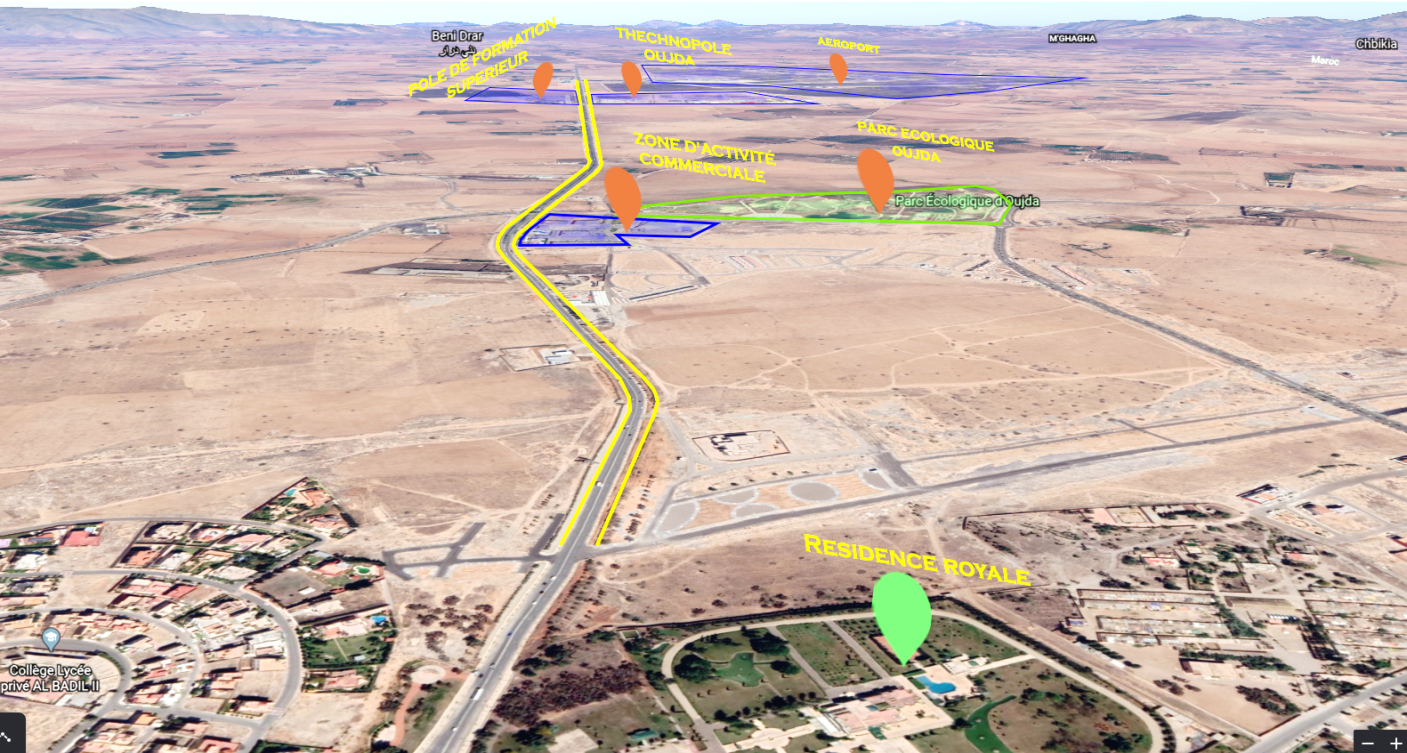 Beni Drar
بني درار
POLE DE FORMATION
SUPERIEUR
THECHNOPOLE
OUJDA
AEROPORT
M'GHAGHA
Chbikia
Maroc
ZONE D'ACTIVITÉ
COMMERCIALE
PARC ECOLOGIQUE
OUJDA
Parc Écologique d'Oujda
RESIDENCE ROYALE
Collège Lycée
privé AL BADIL II